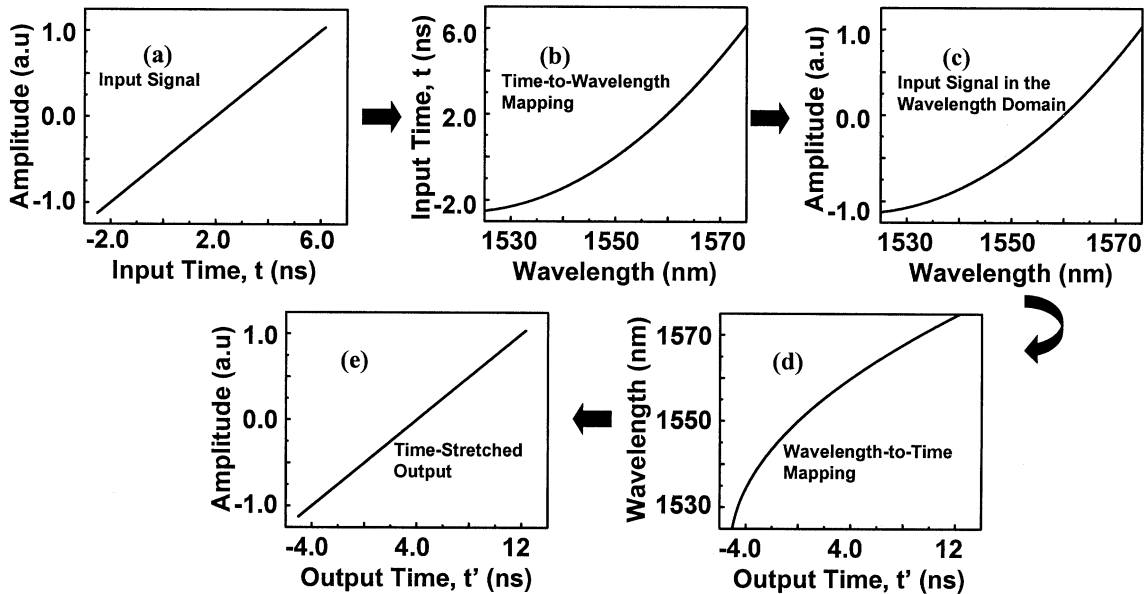 1.0
0.0
-1.0
Amplitude (a.u)
(a)
Input Signal
-2.0
2.0
6.0
Input Time, t (ns)
6.0
2.0
-2.0
Input Time, t (ns)
(b)
Time-to-Wavelength
Mapping
1530
1550
1570
Wavelength (nm)
1.0
0.0
-1.0
Amplitude (a.u)
(c)
Input Signal in the
Wavelength Domain
1530
1550
1570
Wavelength (nm)
1.0
0.0
-1.0
Amplitude (a.u)
(e)
Time-Stretched
Output
-4.0
4.0
12
Output Time, t' (ns)
1570
1550
1530
Wavelength (nm)
(d)
Wavelength-to-Time
Mapping
-4.0
4.0
12
Output Time, t' (ns)